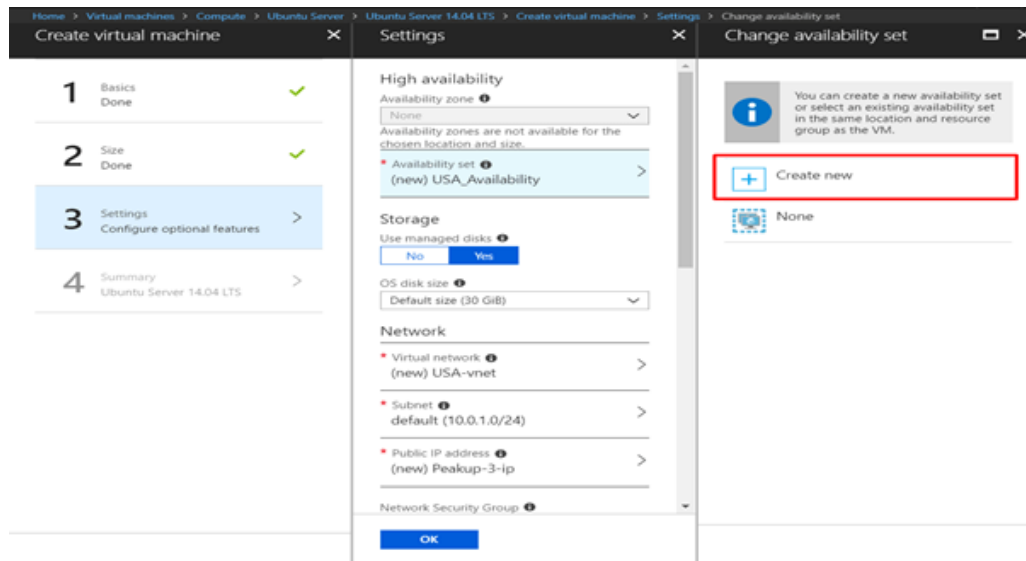 Home > Virtual machines > Compute > Ubuntu Server > Ubuntu Server 14.04 LTS > Create virtual machine > Settings > Change availability set
Create virtual machine
1
Basics
Done
2
Size
Done
3
Settings
Configure optional features
4
Summary
Ubuntu Server 14.04 LTS
Settings
High availability
Availability zone
None
Availability zones are not available for the
chosen location and size.
* Availability set
(new) USA_Availability
Storage
Use managed disks
No Yes
OS disk size
Default size (30 GiB)
Network
* Virtual network
(new) USA-vnet
* Subnet
default (10.0.1.0/24)
* Public IP address
(new) Peakup-3-ip
Network Security Group
OK
Change availability set
You can create a new availability set
or select an existing availability set
in the same location and resource
group as the VM.
Create new
None